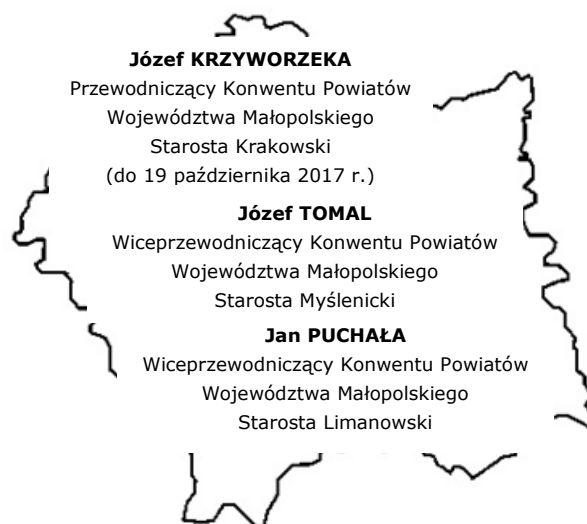 Józef KRZYWORZEKA
Przewodniczący Konwentu Powiatów
Województwa Małopolskiego
Starosta Krakowski
(do 19 października 2017 r.)
Józef TOMAL
Wiceprzewodniczący Konwentu Powiatów
Województwa Małopolskiego
Starosta Myślenicki
Jan PUCHAŁA
Wiceprzewodniczący Konwentu Powiatów
Województwa Małopolskiego
Starosta Limanowski